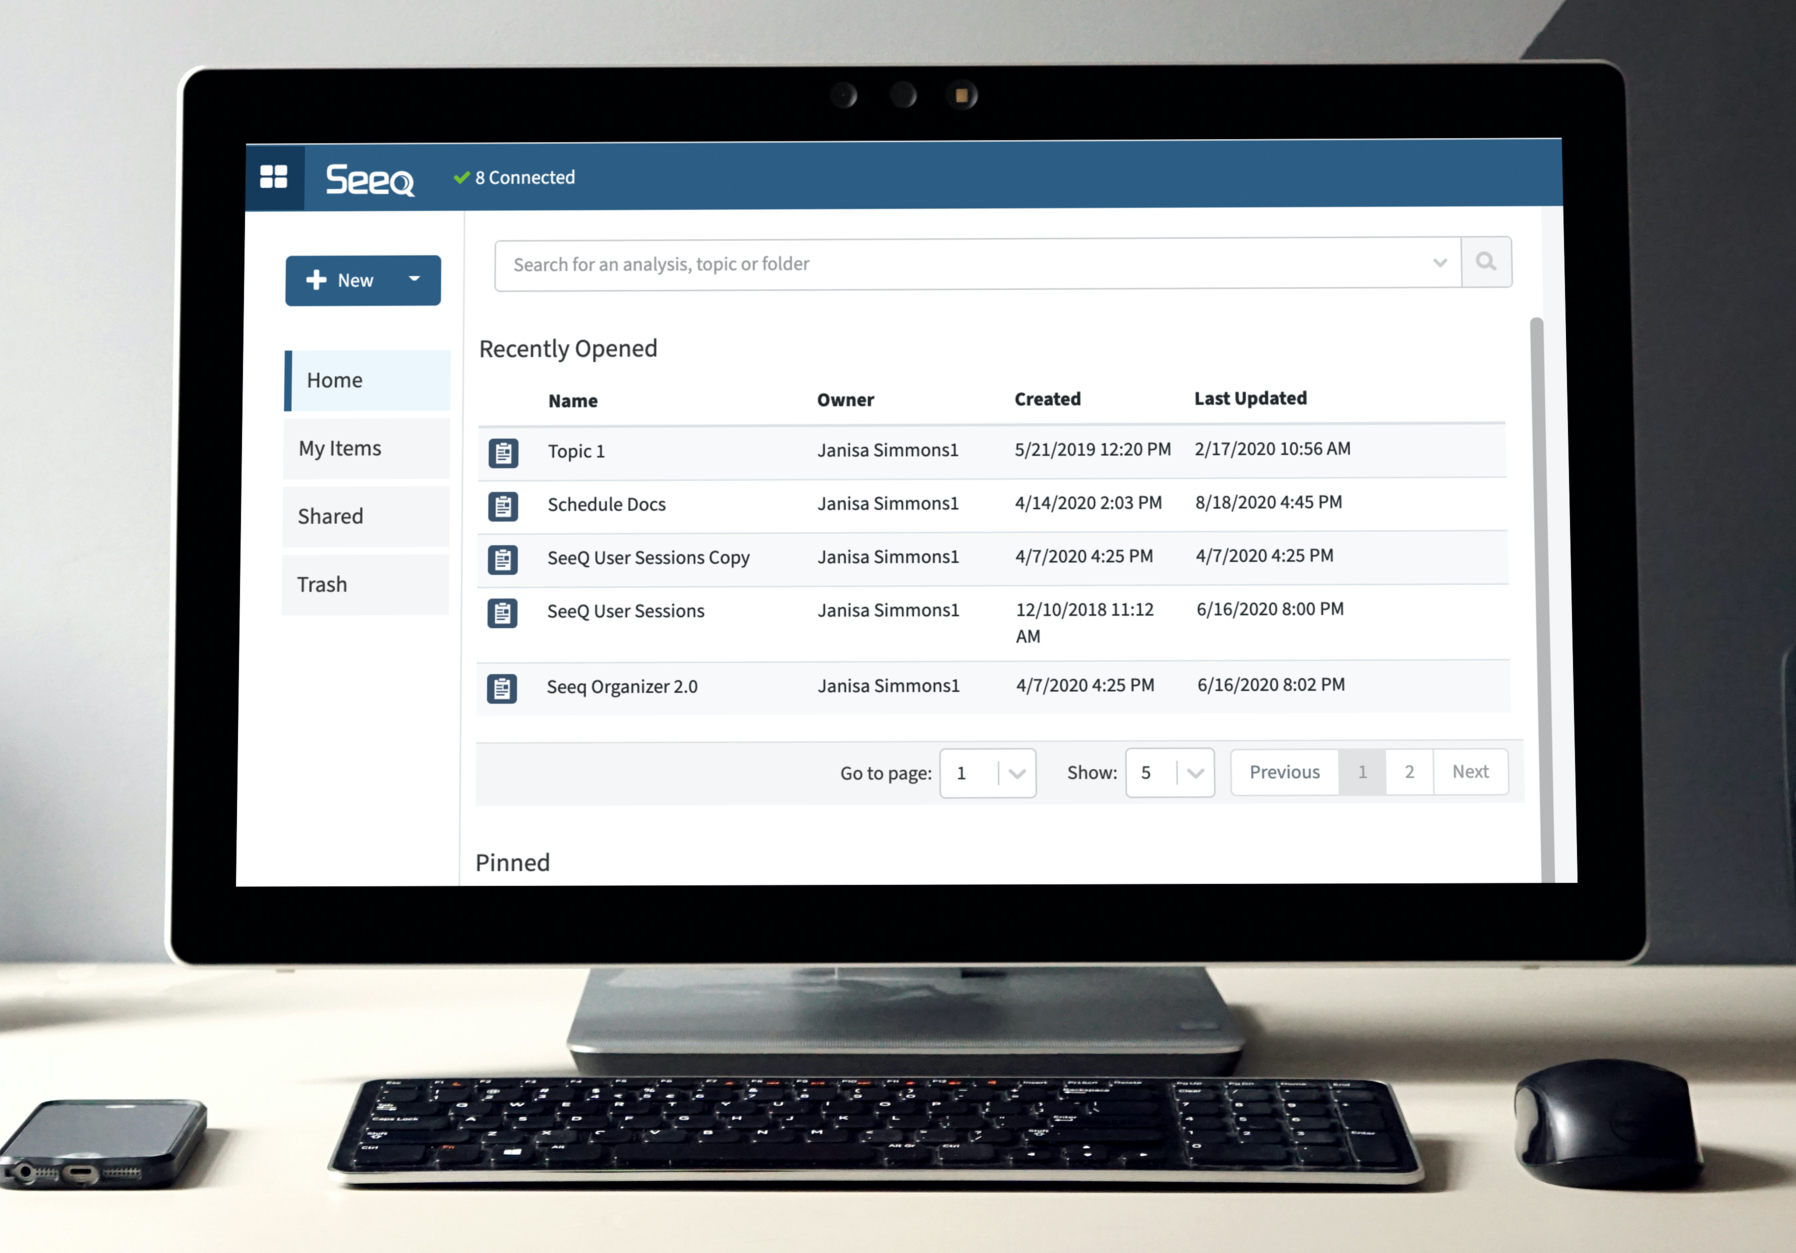 Seeq
8 Connected
New
Search for an analysis, topic or folder
Home
My Items
Shared
Trash
Recently Opened
Name Owner Created Last Updated
Topic 1 Janisa Simmons1 5/21/2019 12:20 PM 2/17/2020 10:56 AM
Schedule Docs Janisa Simmons1 4/14/2020 2:03 PM 8/18/2020 4:45 PM
SeeQ User Sessions Copy Janisa Simmons1 4/7/2020 4:25 PM 4/7/2020 4:25 PM
SeeQ User Sessions Janisa Simmons1 12/10/2018 11:12 6/16/2020 8:00 PM
AM
Seeq Organizer 2.0 Janisa Simmons1 4/7/2020 4:25 PM 6/16/2020 8:02 PM
Go to page: 1 Show: 5 Previous 1 2 Next
Pinned